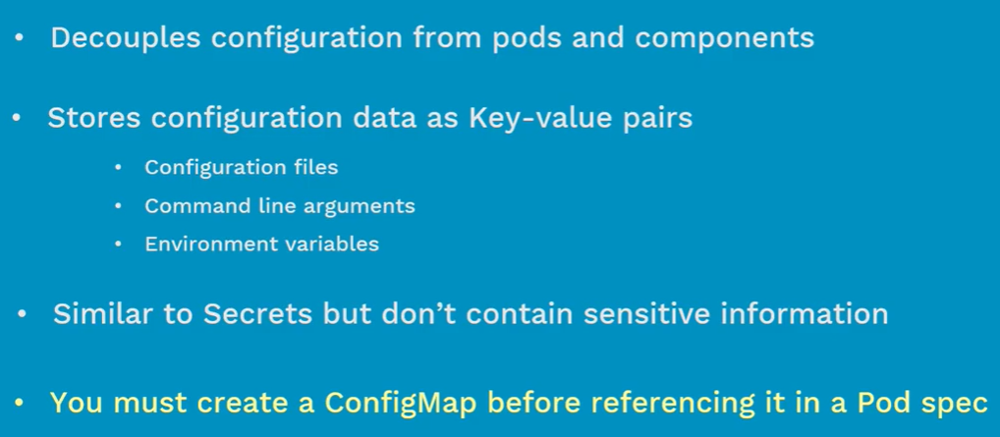 • Decouples configuration from pods and components
• Stores configuration data as Key-value pairs
• Configuration files
• Command line arguments
• Environment variables
• Similar to Secrets but don’t contain sensitive information
• You must create a ConfigMap before referencing it in a Pod spec